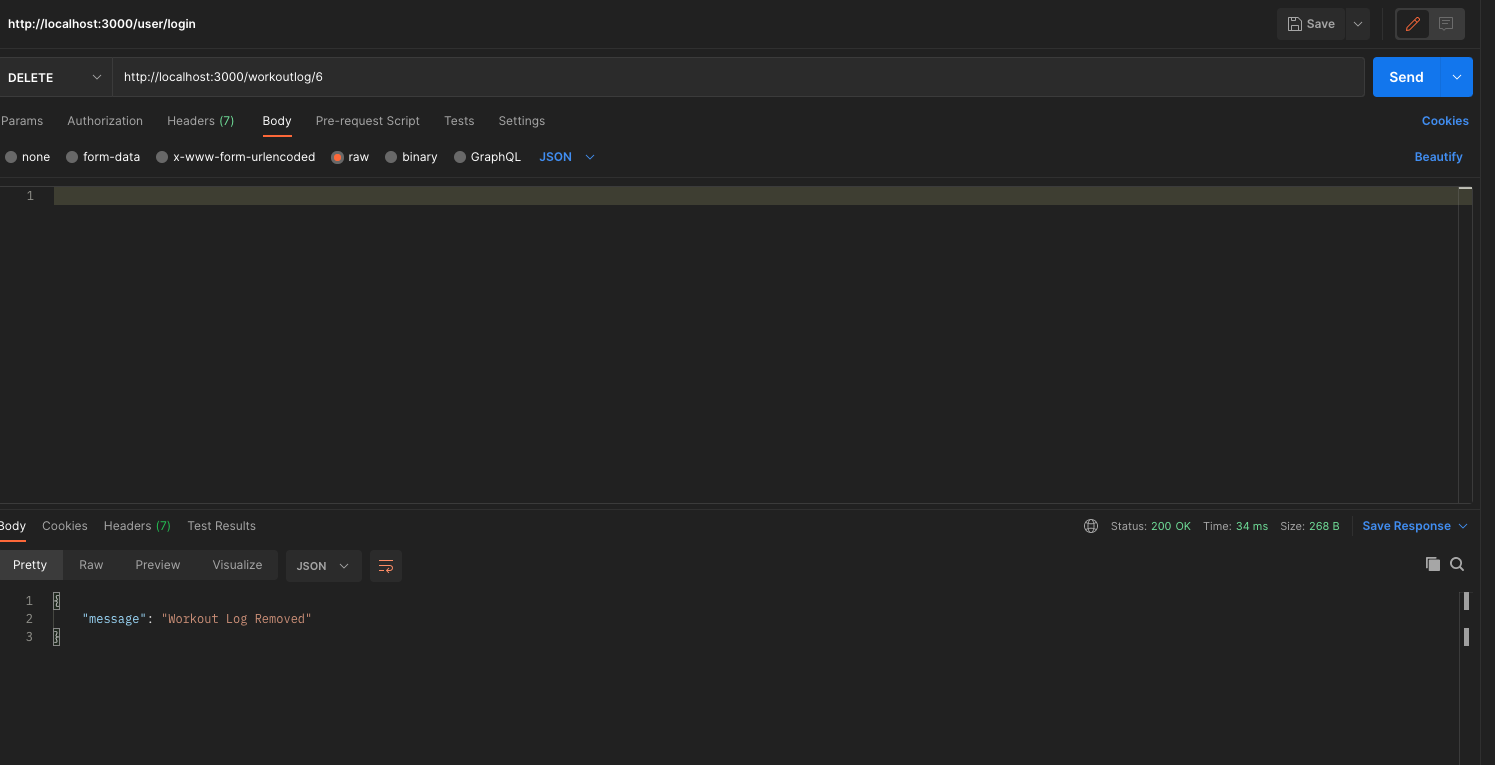 http://localhost:3000/user/login
Save
DELETE
http://localhost:3000/workoutlog/6
Send
Params Authorization Headers (7) Body Pre-request Script Tests Settings Cookies
none form-data x-www-form-urlencoded raw binary GraphQL JSON Beautify
1
Body Cookies Headers (7) Test Results Status: 200 OK Time: 34 ms Size: 268 B Save Response
Pretty Raw Preview Visualize JSON
1 {
2 "message": "Workout Log Removed"
3 }